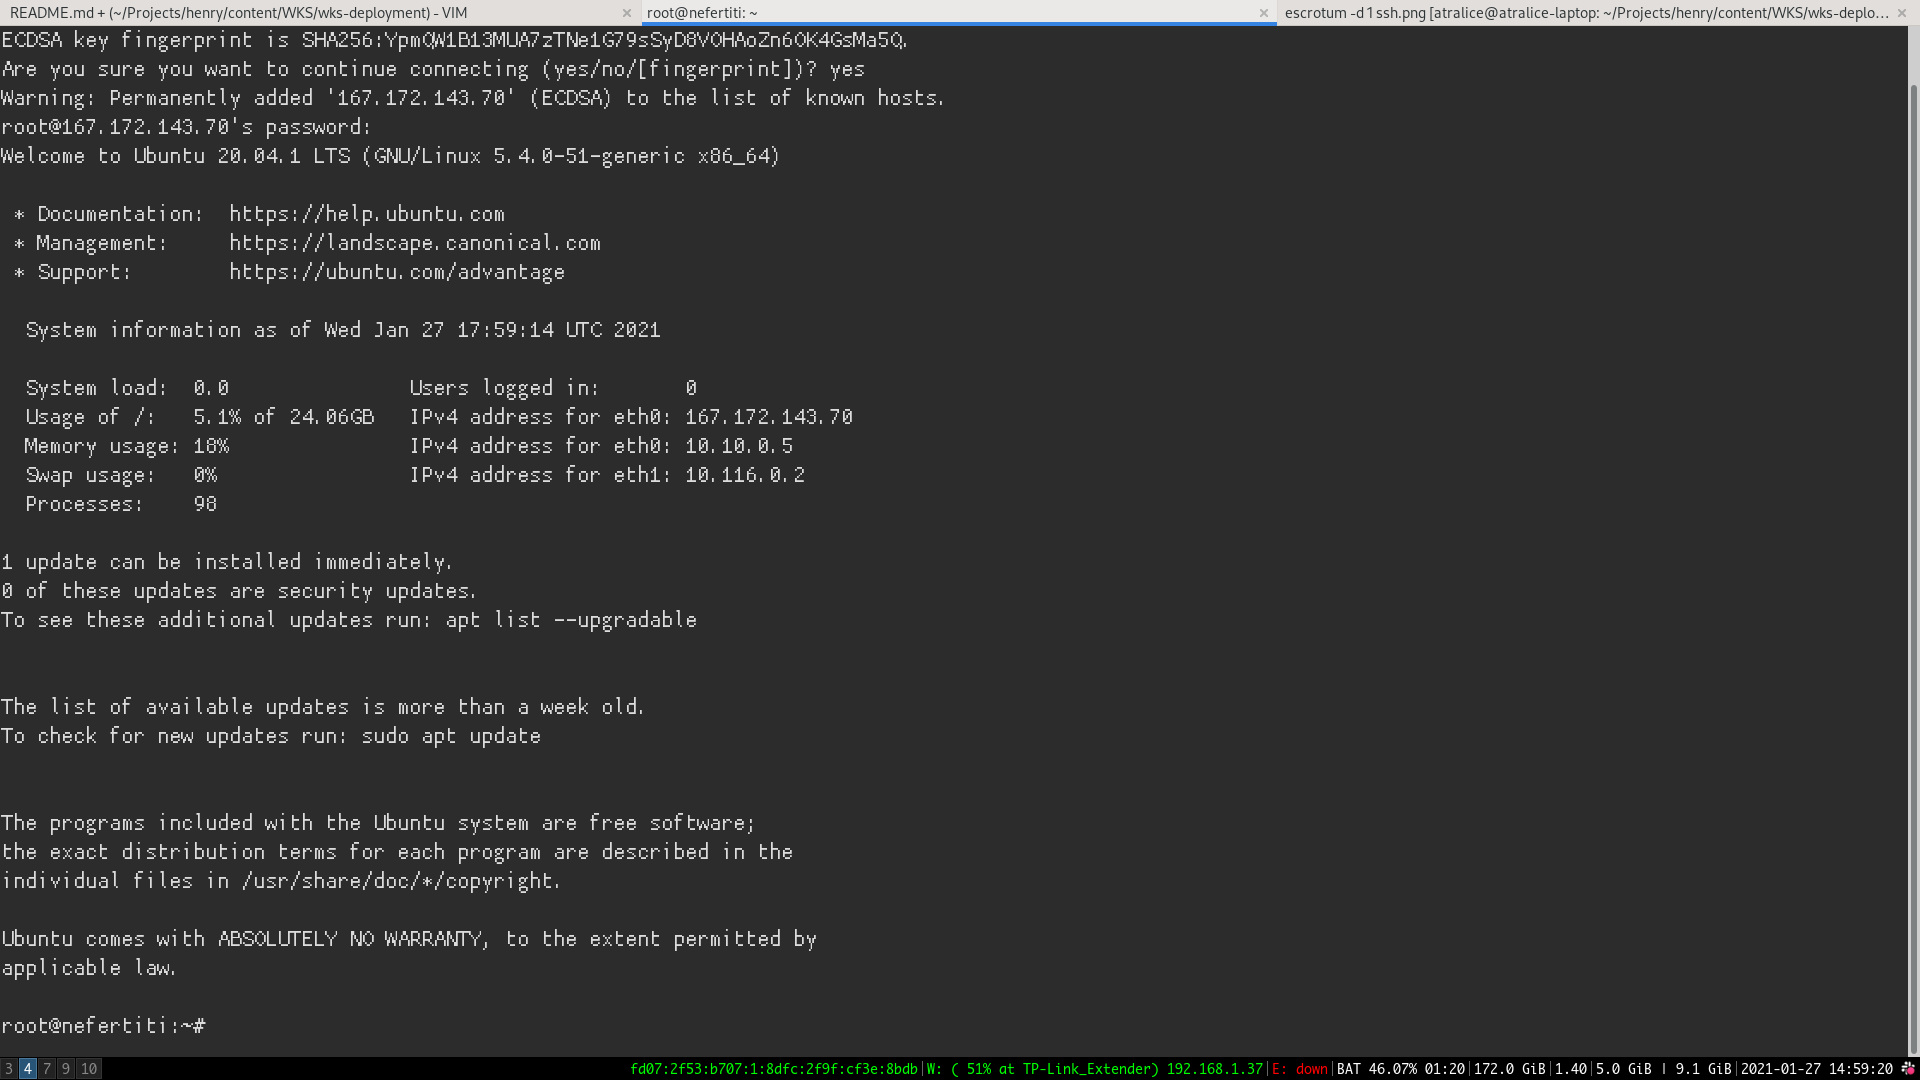 README.md + (~/Projects/henry/content/WKS/wks-deployment) - VIM
root@nefertiti: ~
escrotum -d 1 ssh.png [atralice@atralice-laptop: ~/Projects/henry/content/WKS/wks-deplo...
ECDSA key fingerprint is SHA256:YpmQW1B13MUA7zTNe1G79sSyD8VOHAoZn6OK4GsMa5Q.
Are you sure you want to continue connecting (yes/no/[fingerprint])? yes
Warning: Permanently added '167.172.143.70' (ECDSA) to the list of known hosts.
root@167.172.143.70's password:
Welcome to Ubuntu 20.04.1 LTS (GNU/Linux 5.4.0-51-generic x86_64)
* Documentation:  https://help.ubuntu.com
* Management:     https://landscape.canonical.com
* Support:        https://ubuntu.com/advantage
System information as of Wed Jan 27 17:59:14 UTC 2021
System load:  0.0               Users logged in:       0
Usage of /:   5.1% of 24.06GB   IPv4 address for eth0: 167.172.143.70
Memory usage: 18%               IPv4 address for eth0: 10.10.0.5
Swap usage:   0%                IPv4 address for eth1: 10.116.0.2
Processes:    98
1 update can be installed immediately.
0 of these updates are security updates.
To see these additional updates run: apt list --upgradable
The list of available updates is more than a week old.
To check for new updates run: sudo apt update
The programs included with the Ubuntu system are free software;
the exact distribution terms for each program are described in the
individual files in /usr/share/doc/*/copyright.
Ubuntu comes with ABSOLUTELY NO WARRANTY, to the extent permitted by
applicable law.
root@nefertiti:~#
3 4 7 9 10
fd07:2f53:b707:1:8dfc:2f9f:cf3e:8bdb|W: ( 51% at TP-Link_Extender) 192.168.1.37|E: down|BAT 46.07% 01:20|172.0 GiB|1.40|5.0 GiB | 9.1 GiB|2021-01-27 14:59:20